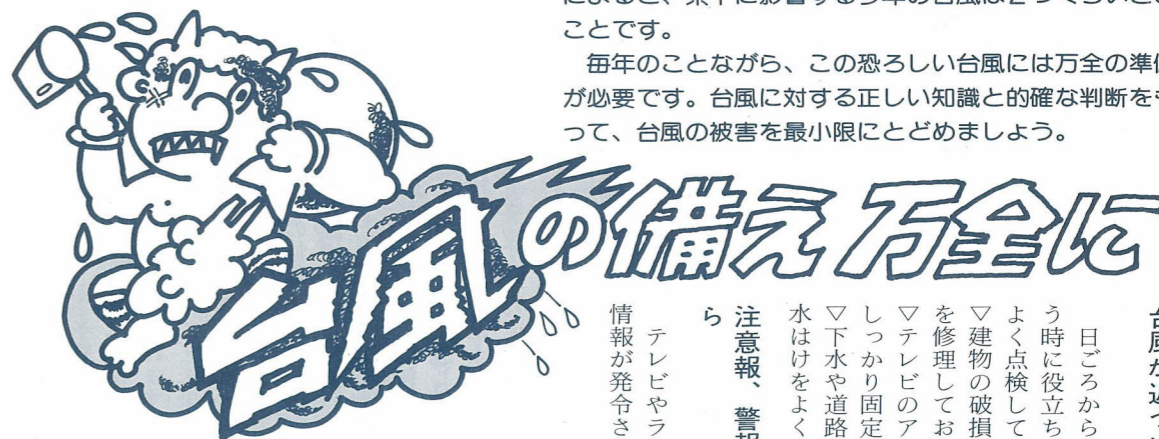 ことです。
毎年のことながら、この恐ろしい台風には万全の準備
が必要です。台風に対する正しい知識と的確な判断をも
って、台風の被害を最小限にとどめましょう。
台風の備え万全に
日ごろから
う時に役立ち
よく点検して
▽建物の破損
を修理してお
▽テレビのア
しっかり固定
▽下水や道路
水はけをよく
注意報、警報
ら
テレビやラ
情報が発令さ